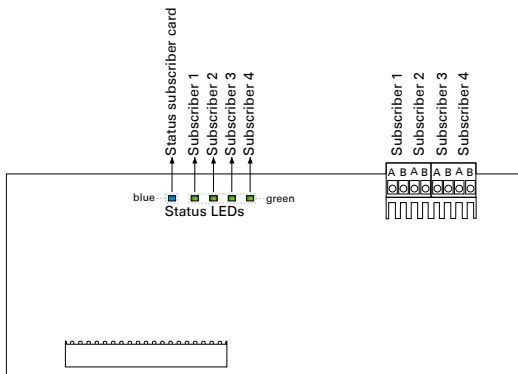 Status subscriber card
Subscriber 1
Subscriber 2
Subscriber 3
Subscriber 4
Subscriber 1
Subscriber 2
Subscriber 3
Subscriber 4
A B A B A B A B
blue
green
Status LEDs